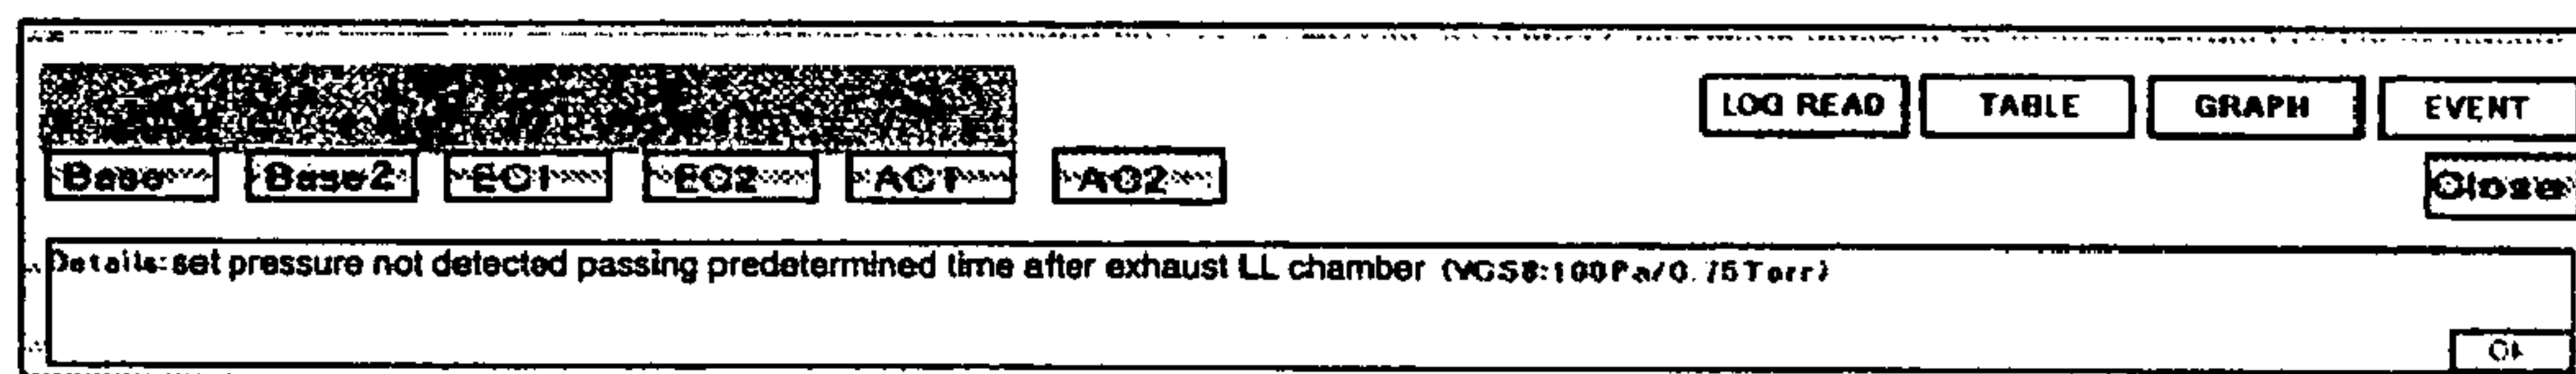 LOG READ TABLE GRAPH EVENT
Base Base2 EC1 EC2 AC1 AC2 Close
Details: set pressure not detected passing predetermined time after exhaust LL chamber (VGS8:100Pa/0.75Torr)
OK